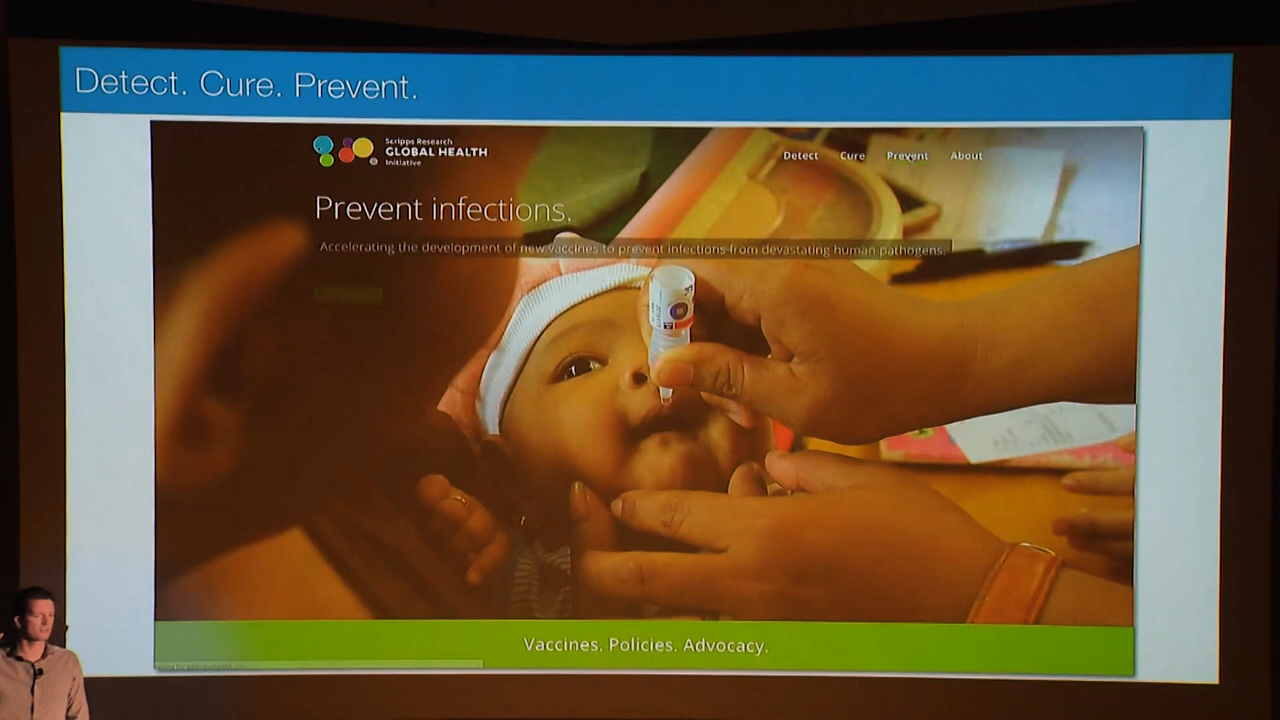 Detect. Cure. Prevent.
Scripps Research
GLOBAL HEALTH
Initiative
Detect Cure Prevent About
Prevent infections.
Accelerating the development of new vaccines to prevent infections from devastating human pathogens.
Vaccines. Policies. Advocacy.